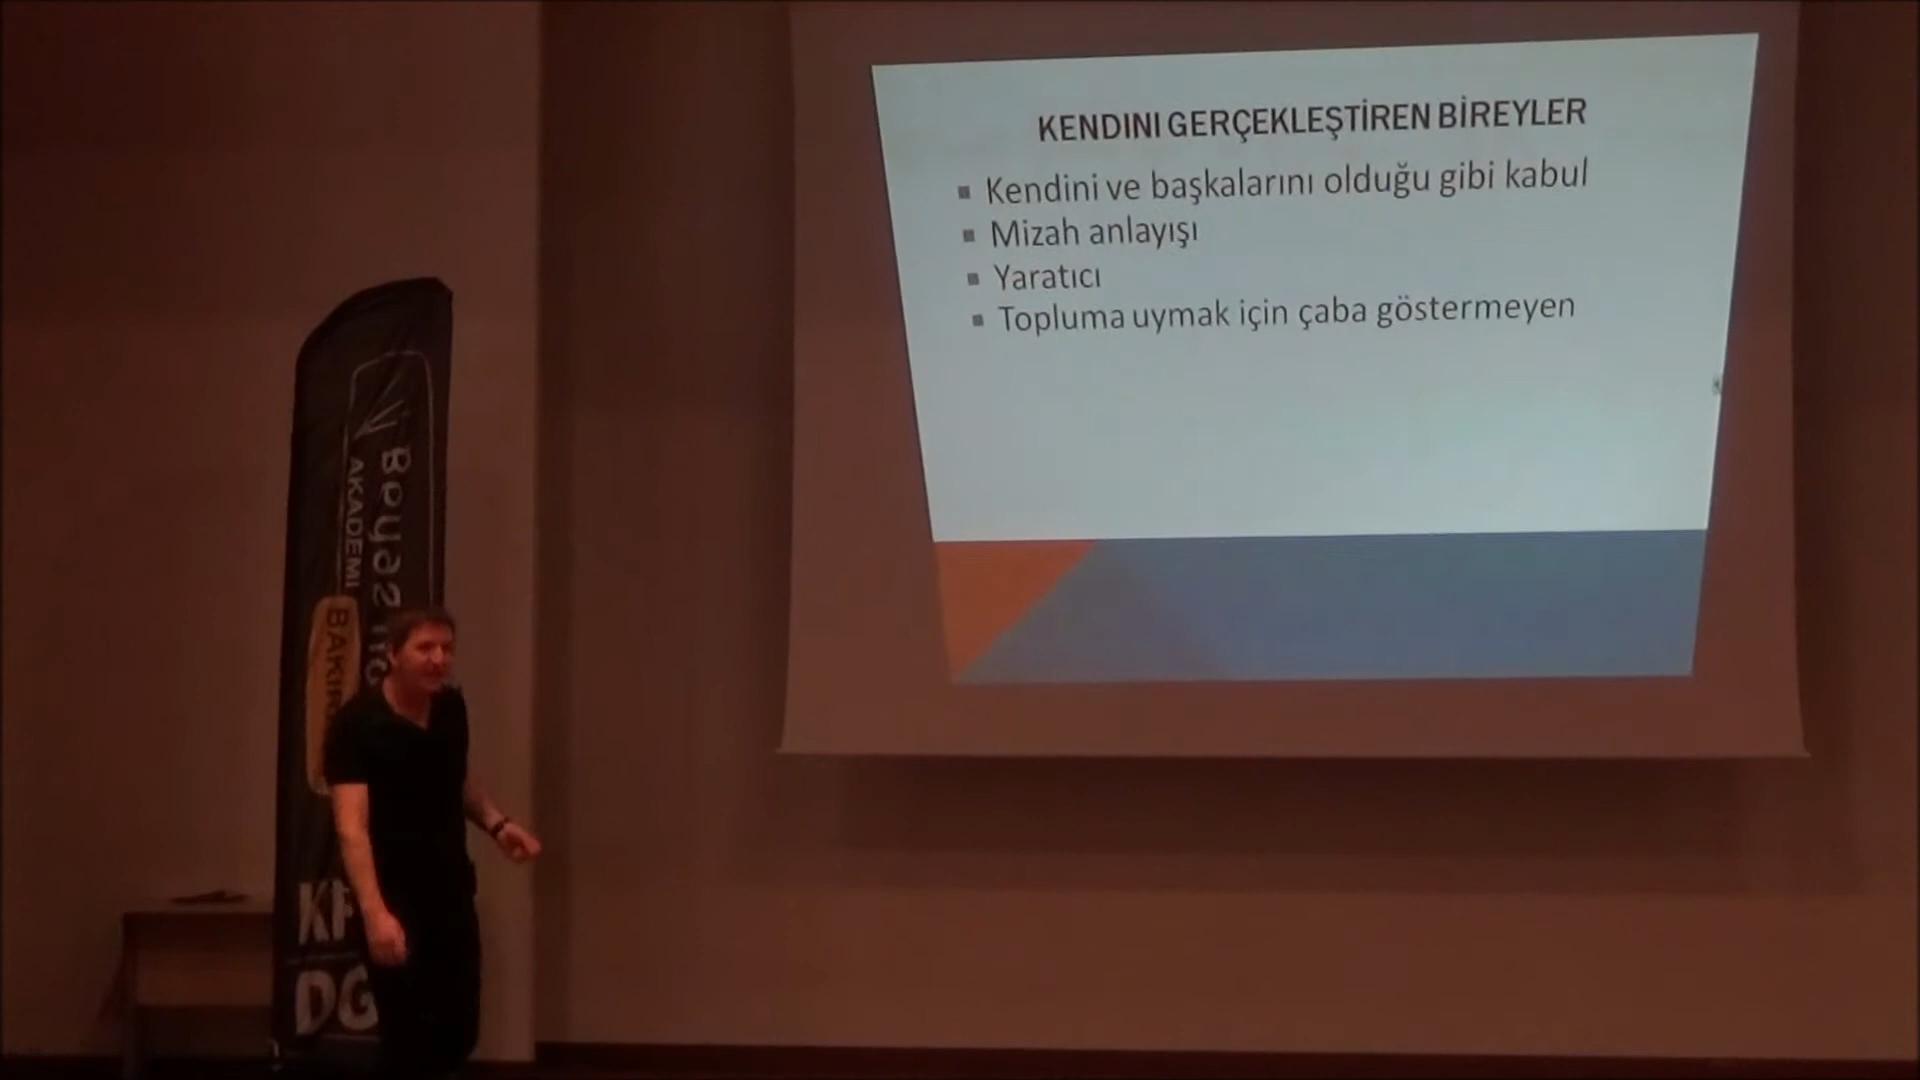 KENDINI GERÇEKLEŞTİREN BİREYLER
Kendini ve başkalarını olduğu gibi kabul
Mizah anlayışı
Yaratıcı
Topluma uymak için çaba göstermeyen
AKADEMİ